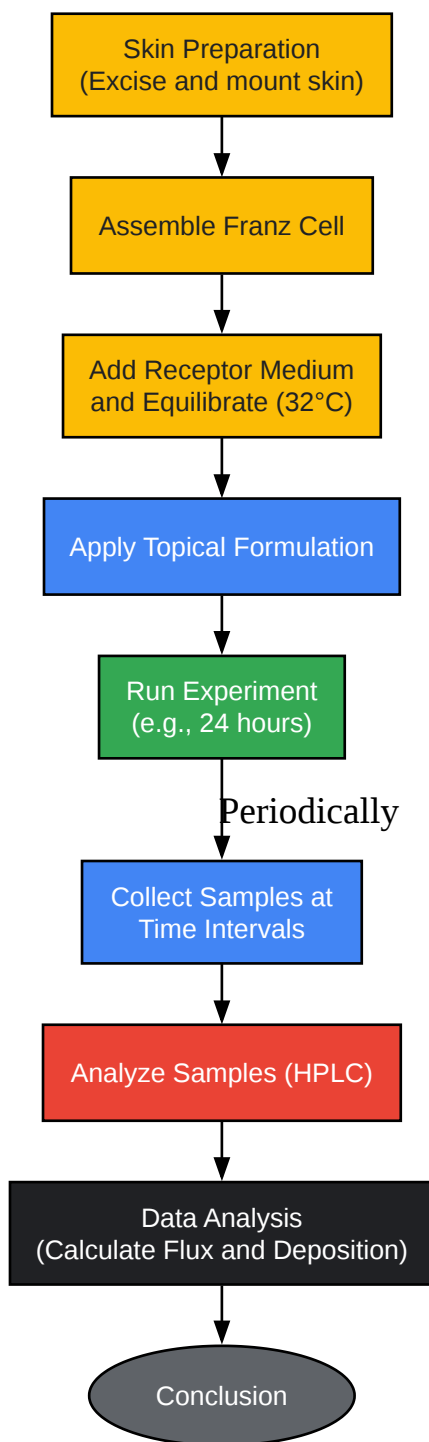 Skin Preparation
(Excise and mount skin)
Assemble Franz Cell
Add Receptor Medium
and Equilibrate (32°C)
Apply Topical Formulation
Run Experiment
(e.g., 24 hours)
Periodically
Collect Samples at
Time Intervals
Analyze Samples (HPLC)
Data Analysis
(Calculate Flux and Deposition)
Conclusion